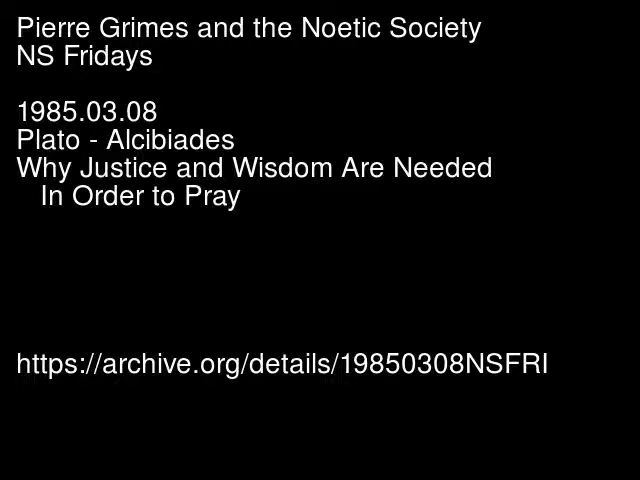 Pierre Grimes and the Noetic Society
NS Fridays
1985.03.08
Plato - Alcibiades
Why Justice and Wisdom Are Needed
In Order to Pray
https://archive.org/details/19850308NSFRI